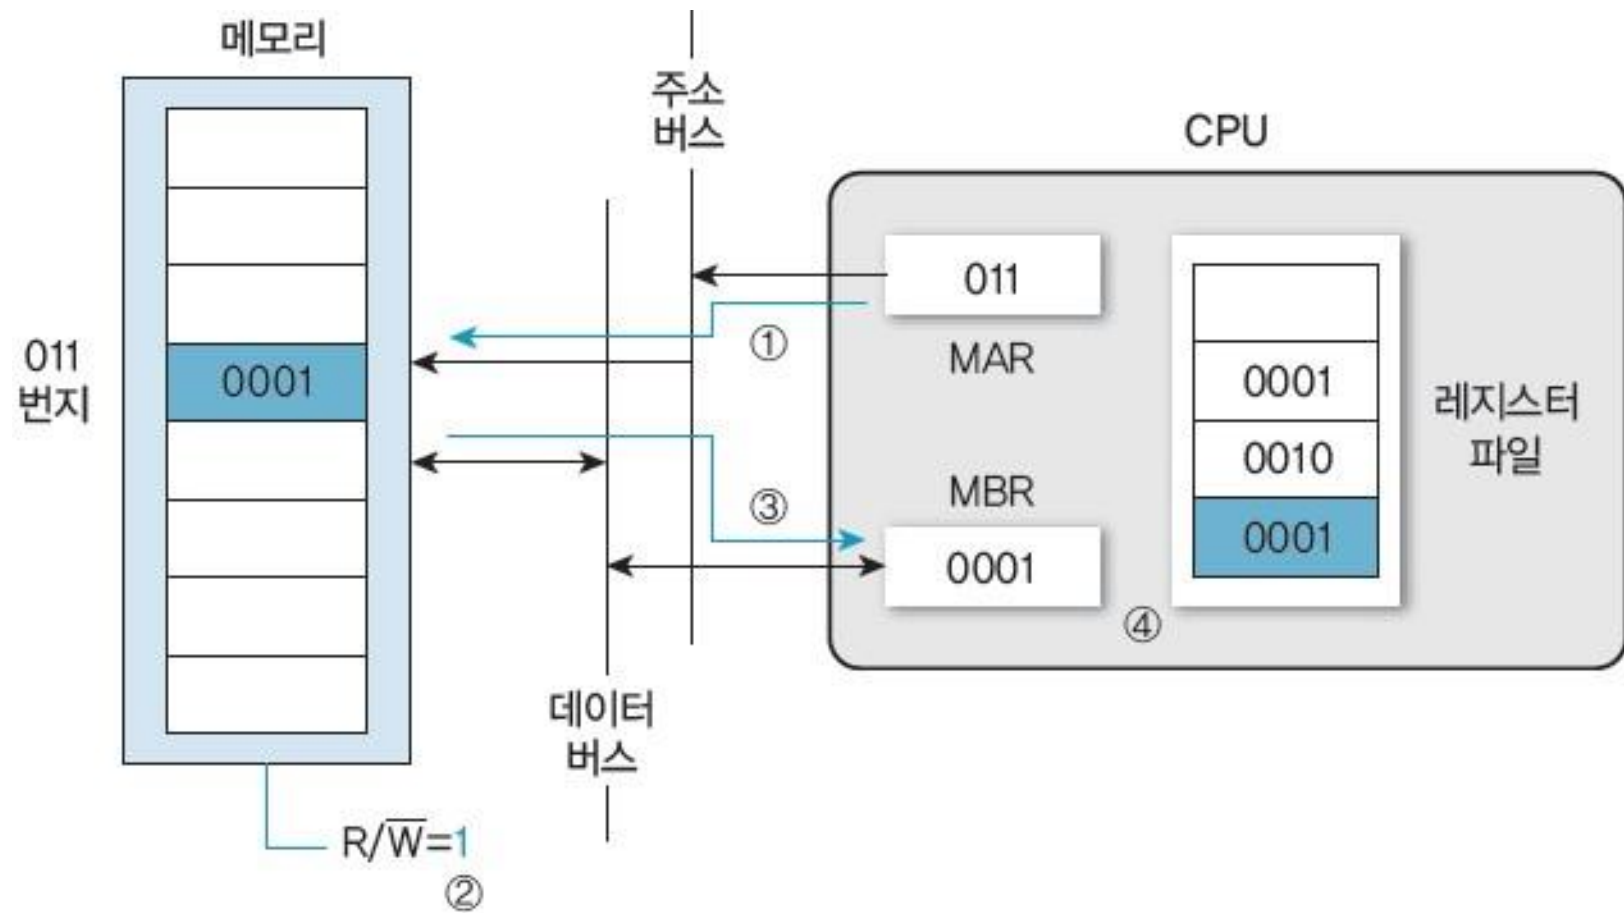 메모리
주소
버스
CPU
011
번지
0001
011
MAR
①
MBR
0001
③
0001
0010
0001
레지스터
파일
④
데이터
버스
R/W̅=1
②